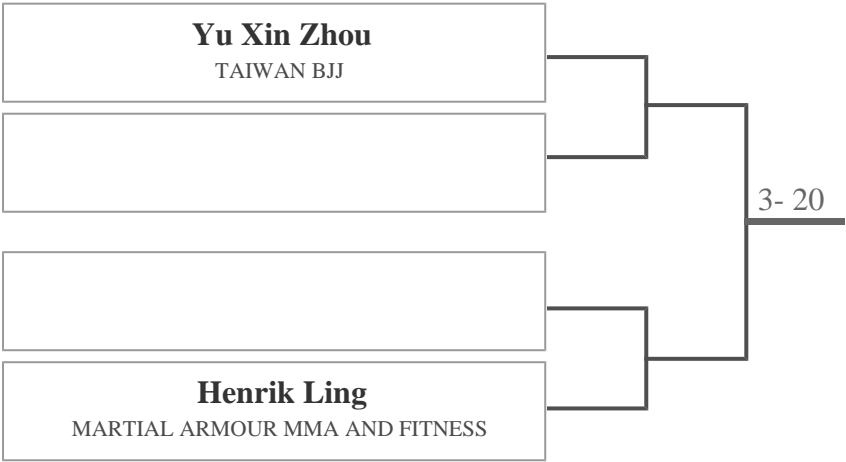 Yu Xin Zhou
TAIWAN BJJ
3- 20
Henrik Ling
MARTIAL ARMOUR MMA AND FITNESS